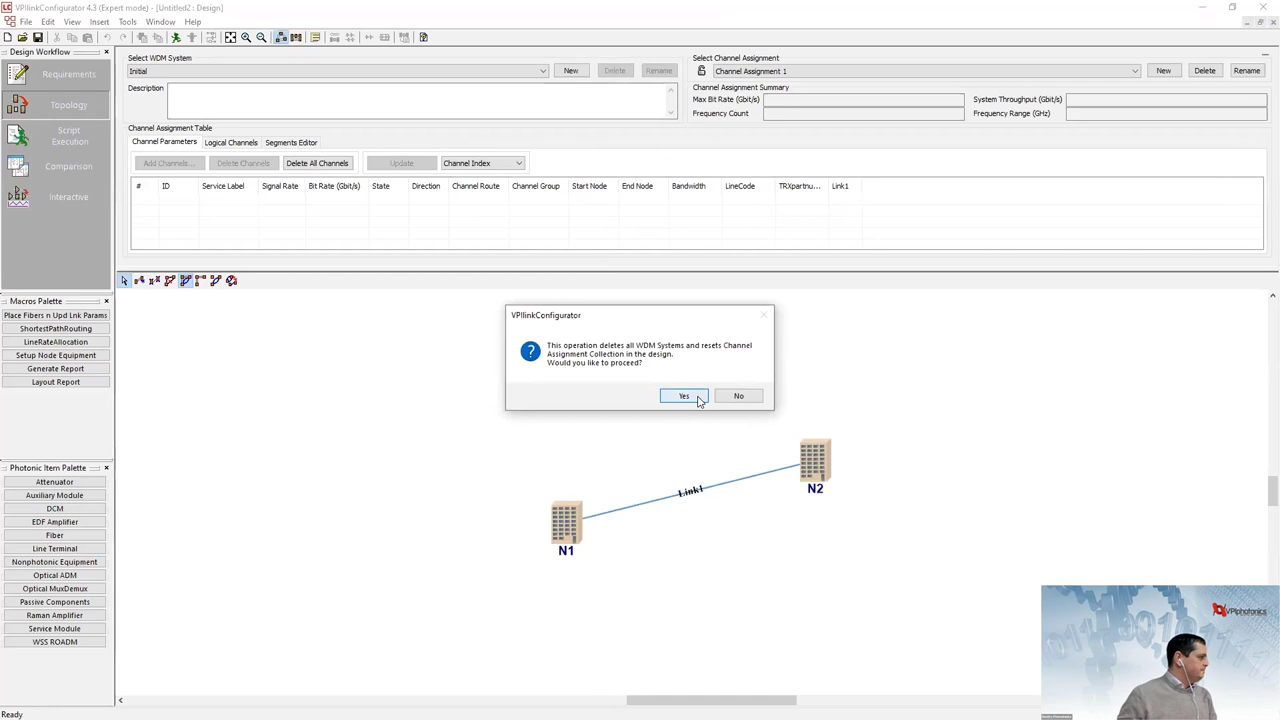 VPIlinkConfigurator 4.3 (Expert mode) - [Untitled2 : Design]
File Edit View Insert Tools Window Help
Design Workflow
Requirements
Topology
Script
Execution
Comparison
Interactive
Select WDM System
Initial
New
Delete
Rename
Description
Select Channel Assignment
Channel Assignment 1
New
Delete
Rename
Channel Assignment Summary
Max Bit Rate (Gbit/s)
System Throughput (Gbit/s)
Frequency Count
Frequency Range (GHz)
Channel Assignment Table
Channel Parameters Logical Channels Segments Editor
Add Channels... Delete Channels Delete All Channels Update Channel Index
# ID Service Label Signal Rate Bit Rate (Gbit/s) State Direction Channel Route Channel Group Start Node End Node Bandwidth LineCode TRXpartnu... Link1
Macros Palette
Place Fibers n Upd Lnk Params
ShortestPathRouting
LineRateAllocation
Setup Node Equipment
Generate Report
Layout Report
Photonic Item Palette
Attenuator
Auxiliary Module
DCM
EDF Amplifier
Fiber
Line Terminal
Nonphotonic Equipment
Optical ADM
Optical MuxDemux
Passive Components
Raman Amplifier
Service Module
WSS ROADM
VPIlinkConfigurator
This operation deletes all WDM Systems and resets Channel
Assignment Collection in the design.
Would you like to proceed?
Yes
No
N2
Link1
N1
VPIphotonics
Ready